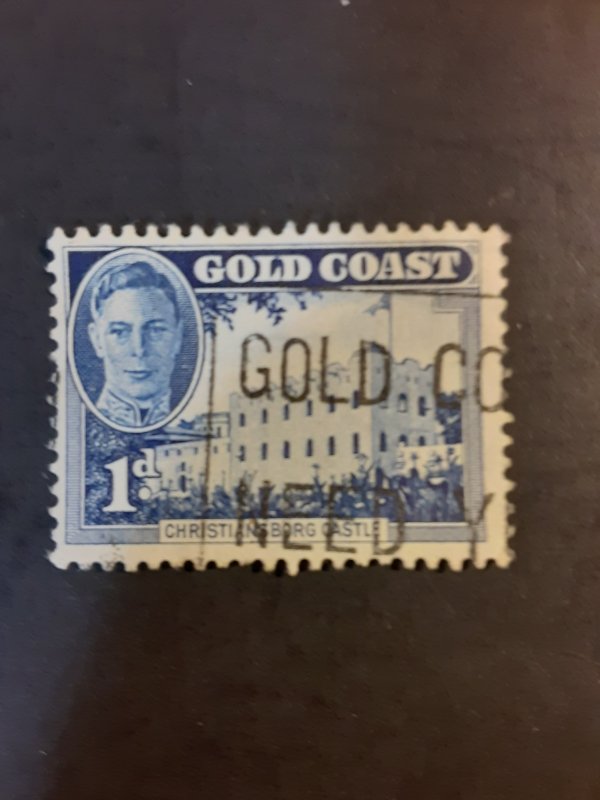 GOLD COAST
GOLD CO
1d.
NEED Y
CHRISTIANSBORG CASTLE